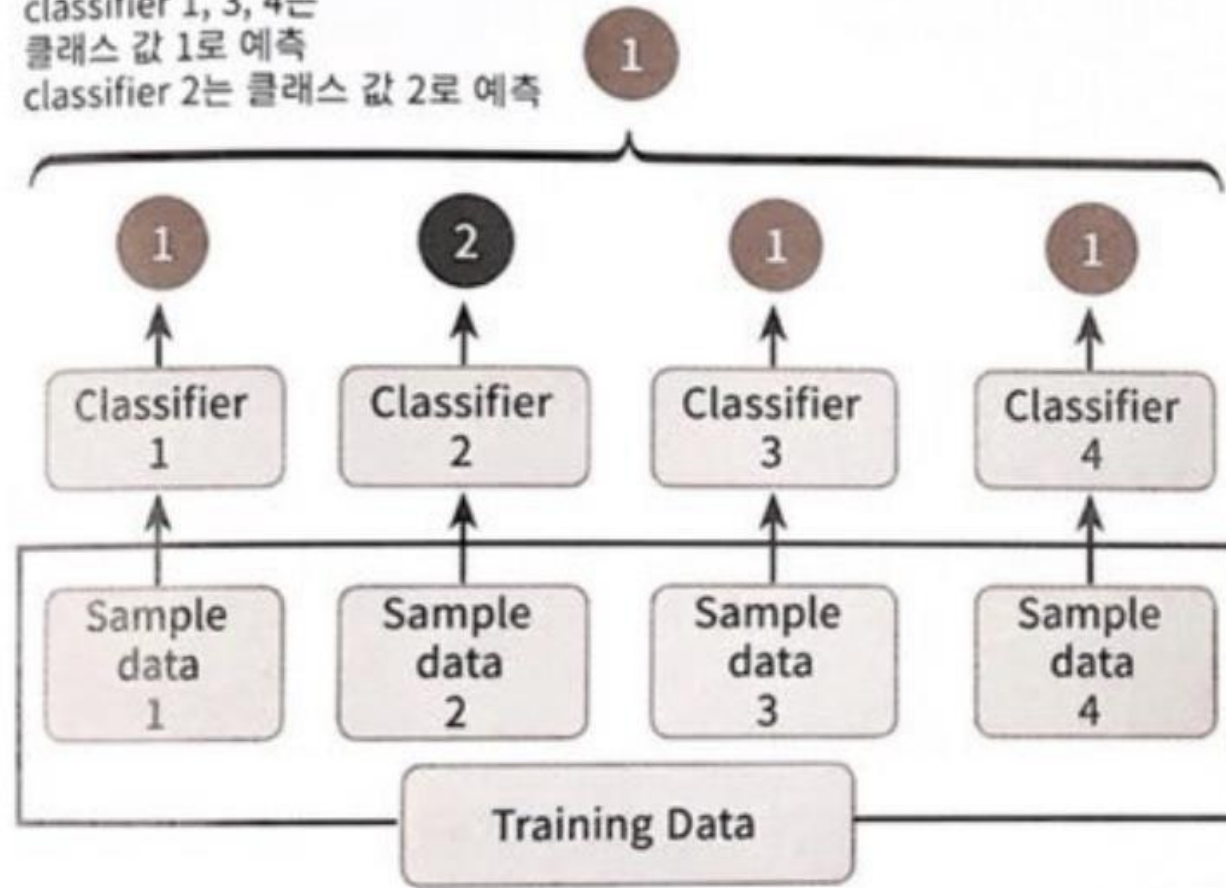 classifier 1, 3, 4는
클래스 값 1로 예측
classifier 2는 클래스 값 2로 예측
1
1
2
1
1
Classifier
1
Classifier
2
Classifier
3
Classifier
4
Sample
data
1
Sample
data
2
Sample
data
3
Sample
data
4
Training Data